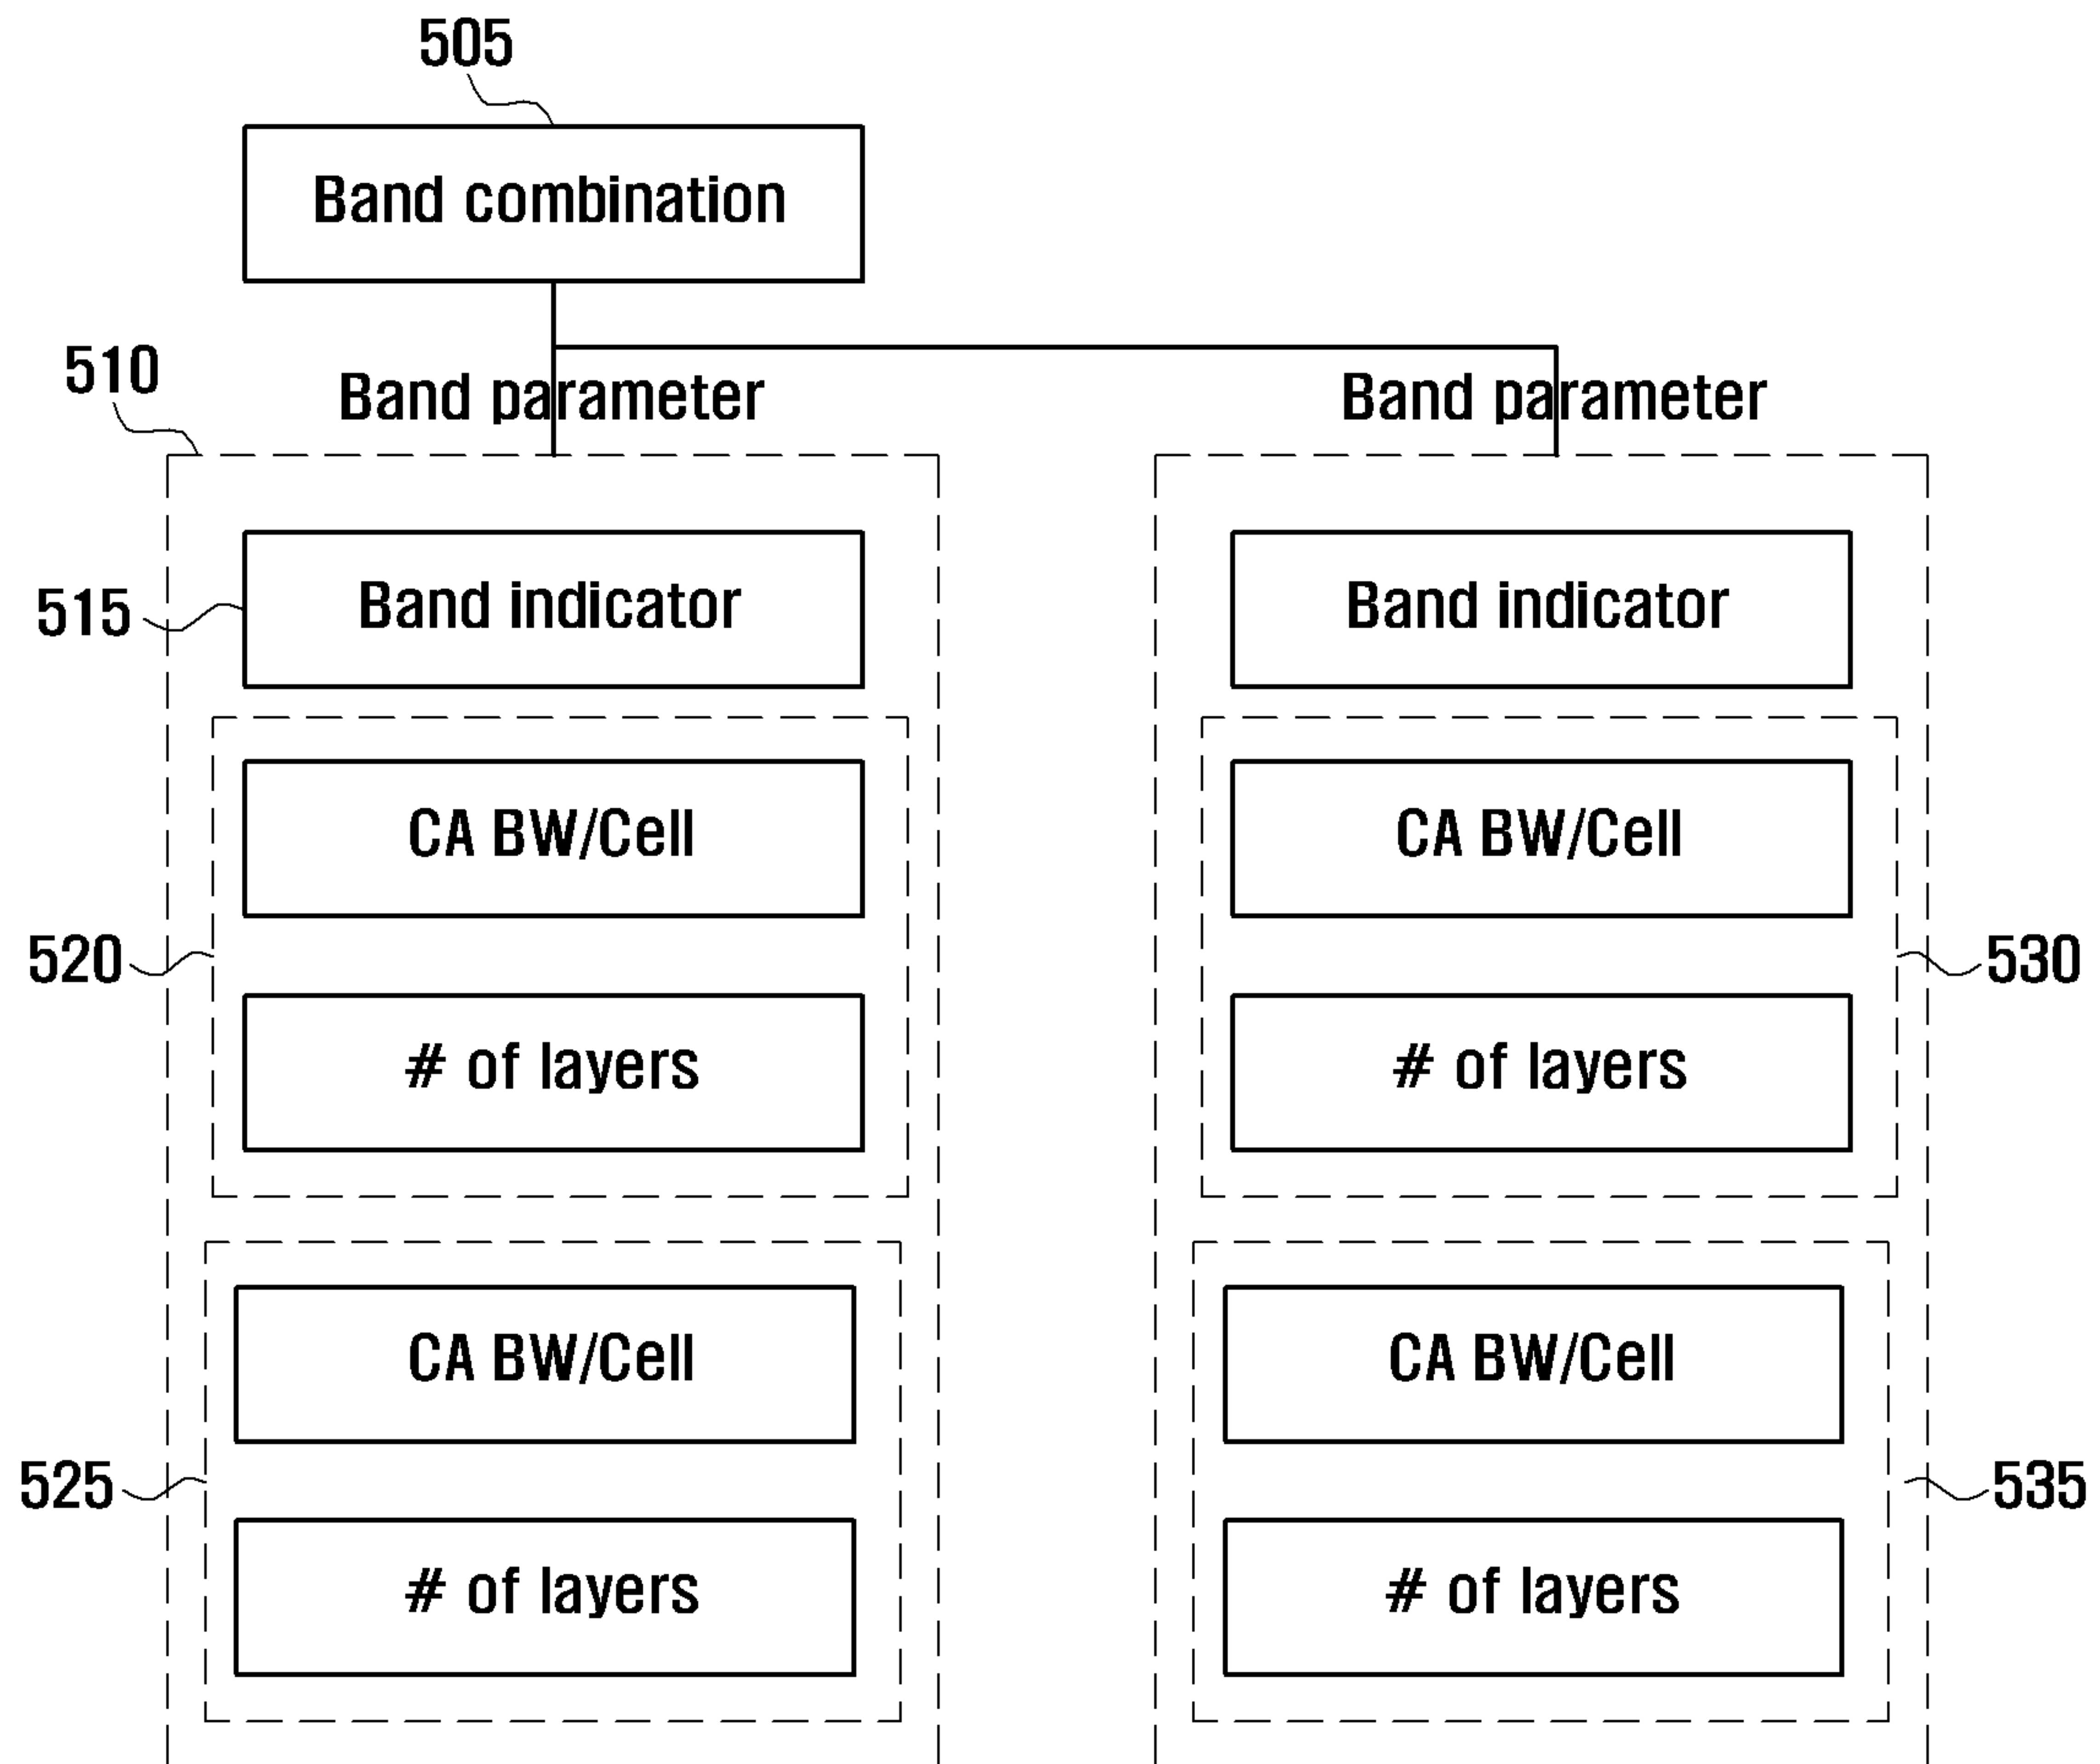 505
Band combination
510
Band parameter
Band parameter
515
Band indicator
Band indicator
CA BW/Cell
CA BW/Cell
520
530
# of layers
# of layers
CA BW/Cell
CA BW/Cell
525
535
# of layers
# of layers